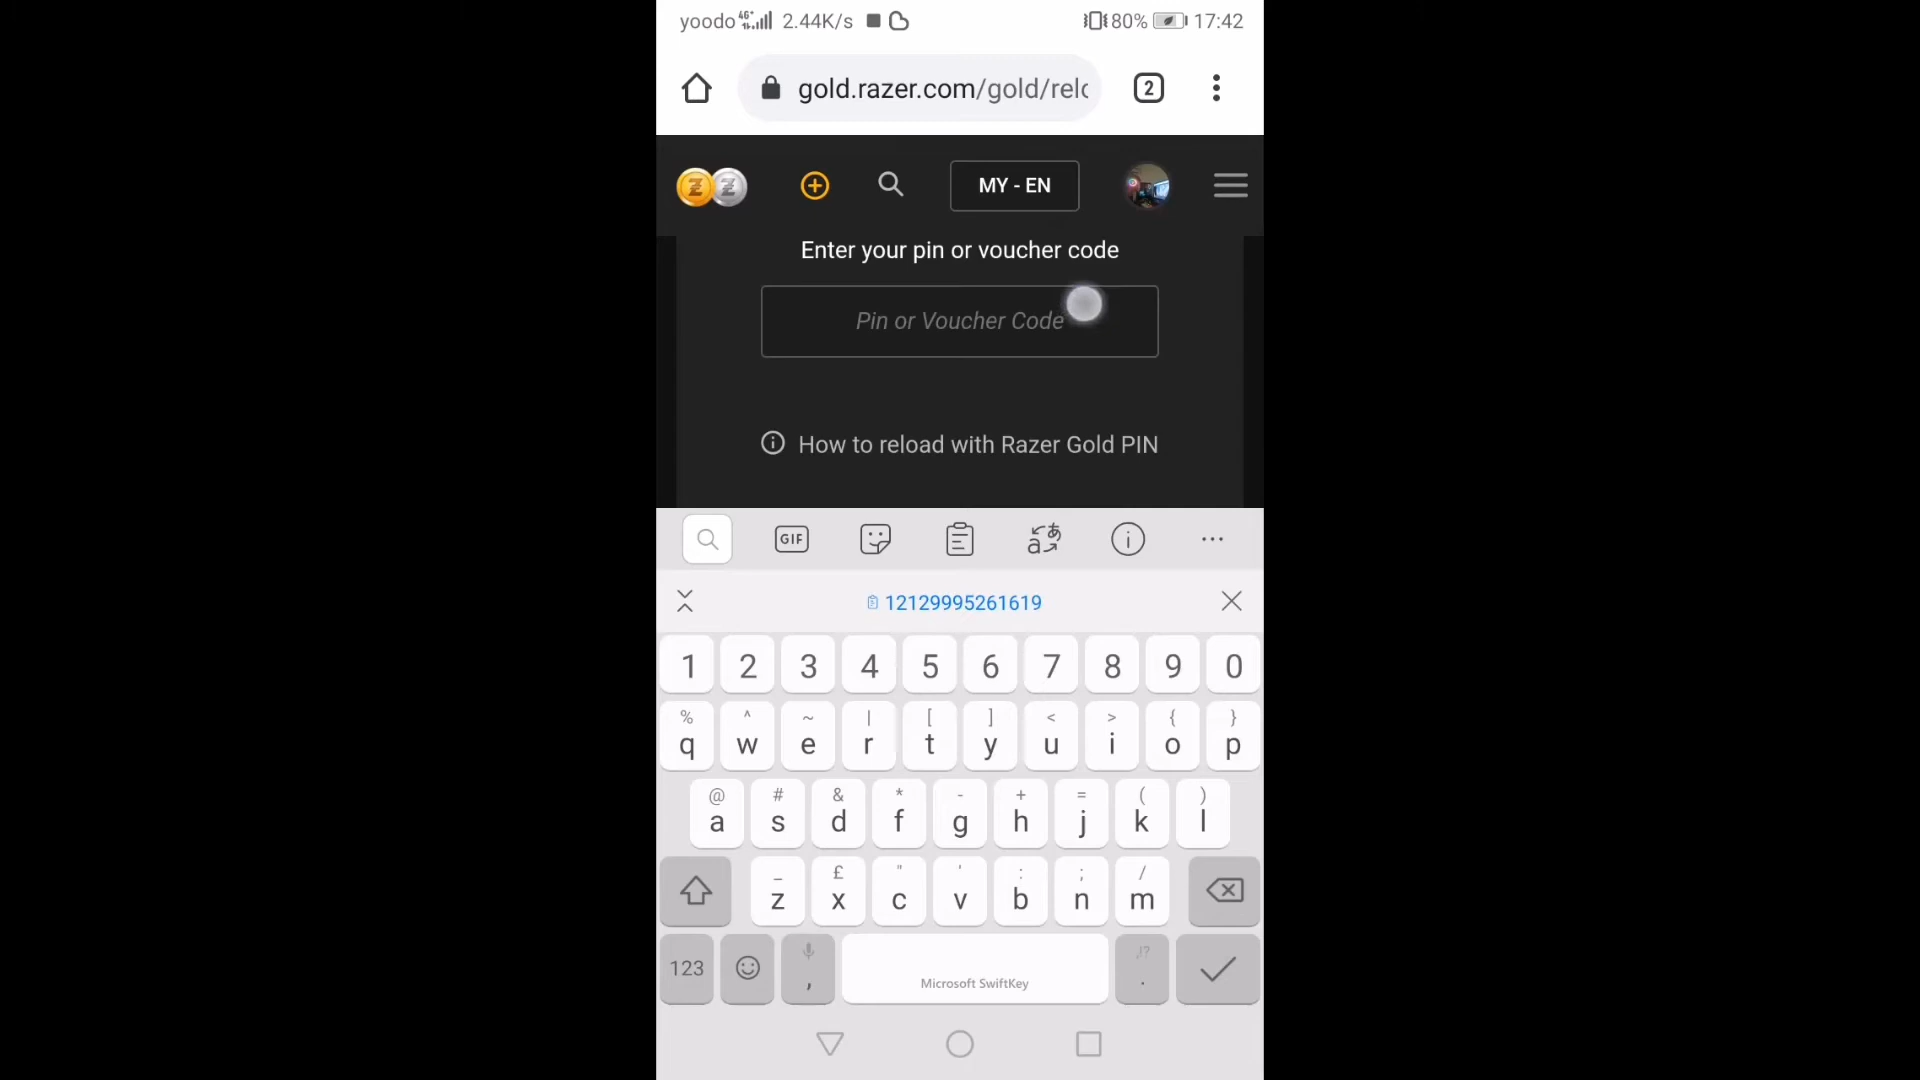 yoodo 4G+ 2.44K/s 80% 17:42
gold.razer.com/gold/relo
2
MY - EN
Enter your pin or voucher code
Pin or Voucher Code
How to reload with Razer Gold PIN
GIF
12129995261619
1 2 3 4 5 6 7 8 9 0
% ^ ~ | [ ] < > { }
q w e r t y u i o p
@ # & * - + = ( )
a s d f g h j k l
_ £ " ' : ; /
z x c v b n m
123 , Microsoft SwiftKey ,!? .